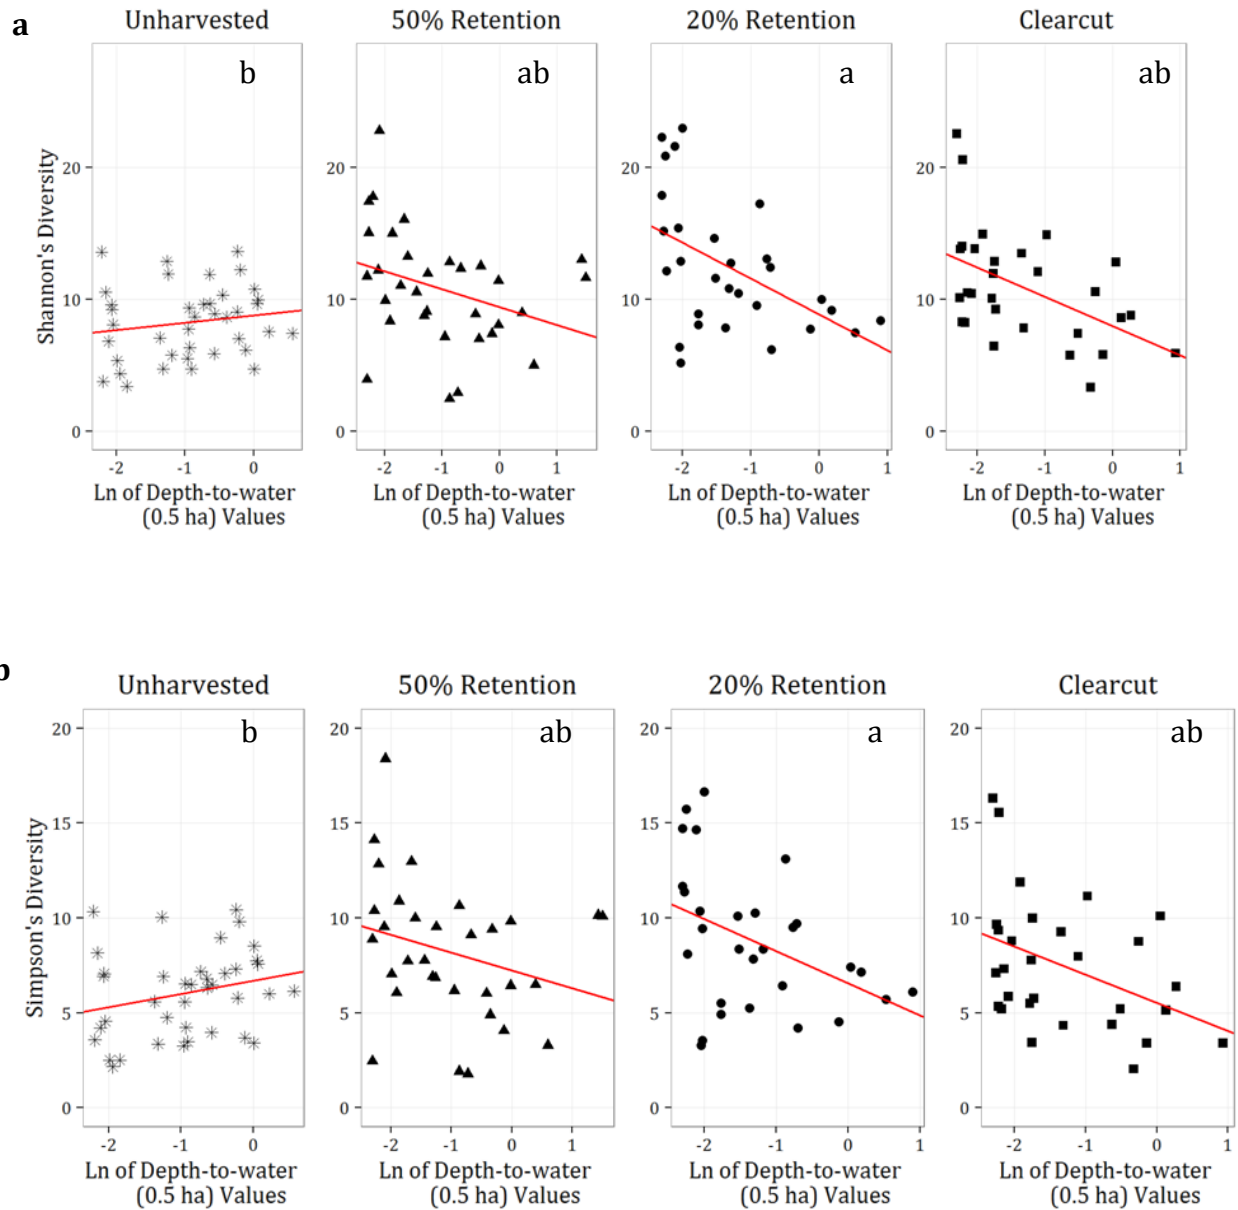 a
Unharvested 50% Retention 20% Retention Clearcut
b ab a ab
Shannon's Diversity
20 20 20 20
10 10 10 10
0 0 0 0
-2 -1 0 -2 -1 0 1 -2 -1 0 1 -2 -1 0 1
Ln of Depth-to-water Ln of Depth-to-water Ln of Depth-to-water Ln of Depth-to-water
(0.5 ha) Values (0.5 ha) Values (0.5 ha) Values (0.5 ha) Values
b
Unharvested 50% Retention 20% Retention Clearcut
b ab a ab
Simpson's Diversity
20 20 20 20
15 15 15 15
10 10 10 10
5 5 5 5
0 0 0 0
-2 -1 0 -2 -1 0 1 -2 -1 0 1 -2 -1 0 1
Ln of Depth-to-water Ln of Depth-to-water Ln of Depth-to-water Ln of Depth-to-water
(0.5 ha) Values (0.5 ha) Values (0.5 ha) Values (0.5 ha) Values